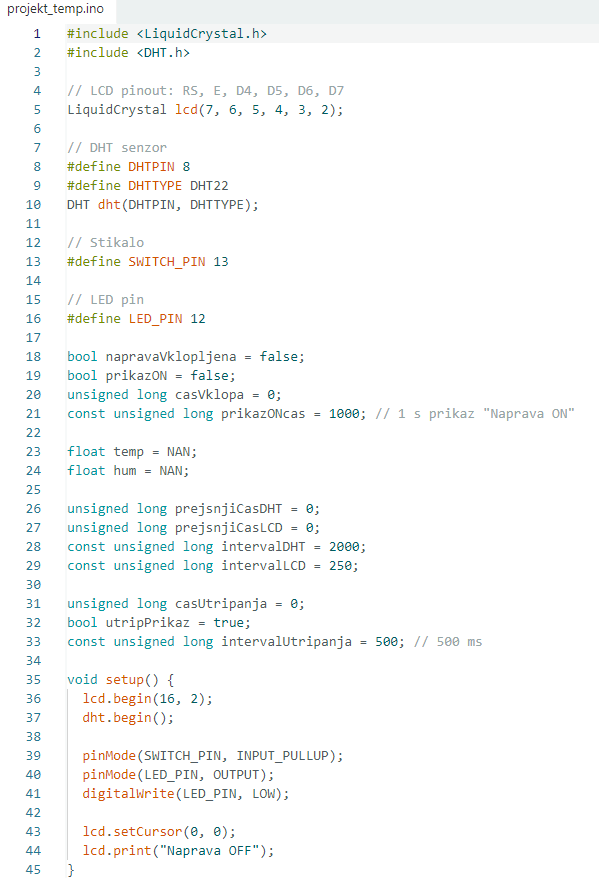 projekt_temp.ino
1 #include <LiquidCrystal.h>
2 #include <DHT.h>
3
4 // LCD pinout: RS, E, D4, D5, D6, D7
5 LiquidCrystal lcd(7, 6, 5, 4, 3, 2);
6
7 // DHT senzor
8 #define DHTPIN 8
9 #define DHTTYPE DHT22
10 DHT dht(DHTPIN, DHTTYPE);
11
12 // Stikalo
13 #define SWITCH_PIN 13
14
15 // LED pin
16 #define LED_PIN 12
17
18 bool napravaVklopljena = false;
19 bool prikazON = false;
20 unsigned long casVklopa = 0;
21 const unsigned long prikazONcas = 1000; // 1 s prikaz "Naprava ON"
22
23 float temp = NAN;
24 float hum = NAN;
25
26 unsigned long prejsnjiCasDHT = 0;
27 unsigned long prejsnjiCasLCD = 0;
28 const unsigned long intervalDHT = 2000;
29 const unsigned long intervalLCD = 250;
30
31 unsigned long casUtripanja = 0;
32 bool utripPrikaz = true;
33 const unsigned long intervalUtripanja = 500; // 500 ms
34
35 void setup() {
36   lcd.begin(16, 2);
37   dht.begin();
38
39   pinMode(SWITCH_PIN, INPUT_PULLUP);
40   pinMode(LED_PIN, OUTPUT);
41   digitalWrite(LED_PIN, LOW);
42
43   lcd.setCursor(0, 0);
44   lcd.print("Naprava OFF");
45 }